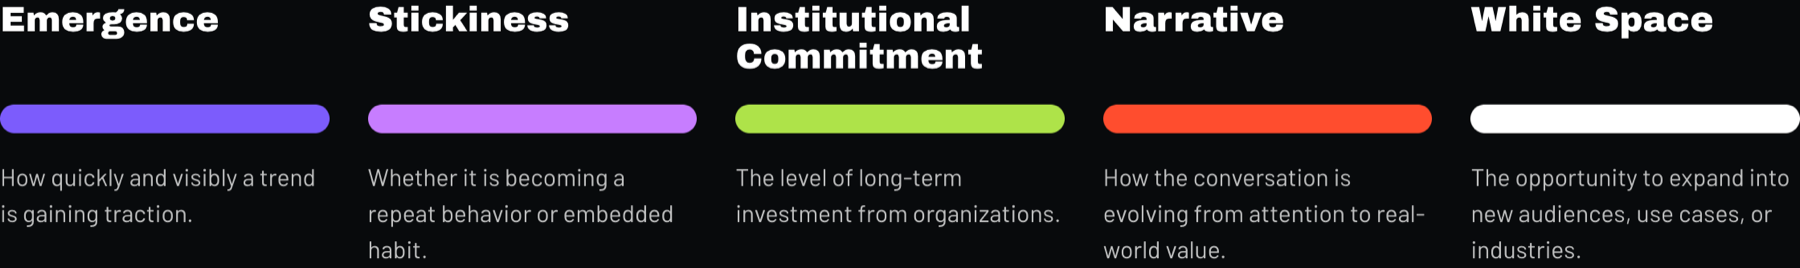 Emergence
How quickly and visibly a trend
is gaining traction.
Stickiness
Whether it is becoming a
repeat behavior or embedded
habit.
Institutional
Commitment
The level of long-term
investment from organizations.
Narrative
How the conversation is
evolving from attention to real-
world value.
White Space
The opportunity to expand into
new audiences, use cases, or
industries.